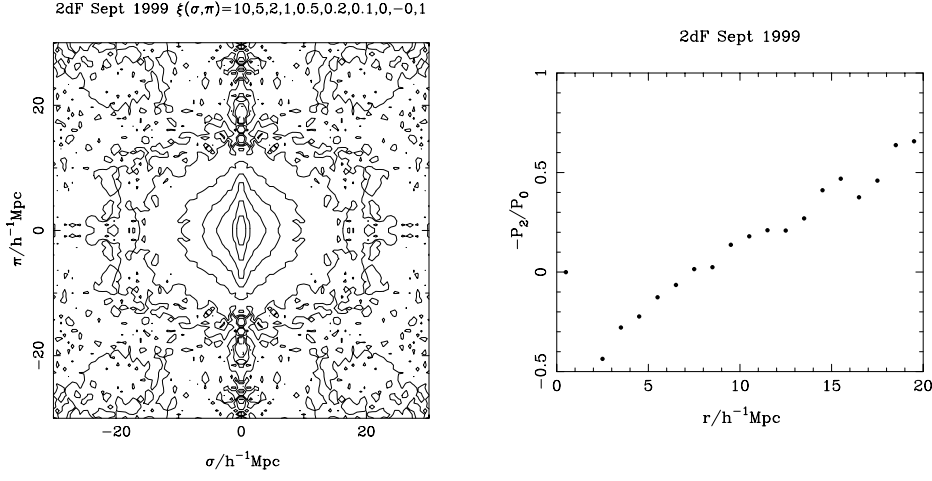 2dF Sept 1999 ξ(σ,π)=10,5,2,1,0.5,0.2,0.1,0,−0,1
20
0
−20
π/h⁻¹Mpc
−20 0 20
σ/h⁻¹Mpc
2dF Sept 1999
1
0.5
0
−0.5
−P₂/P₀
0 5 10 15 20
r/h⁻¹Mpc